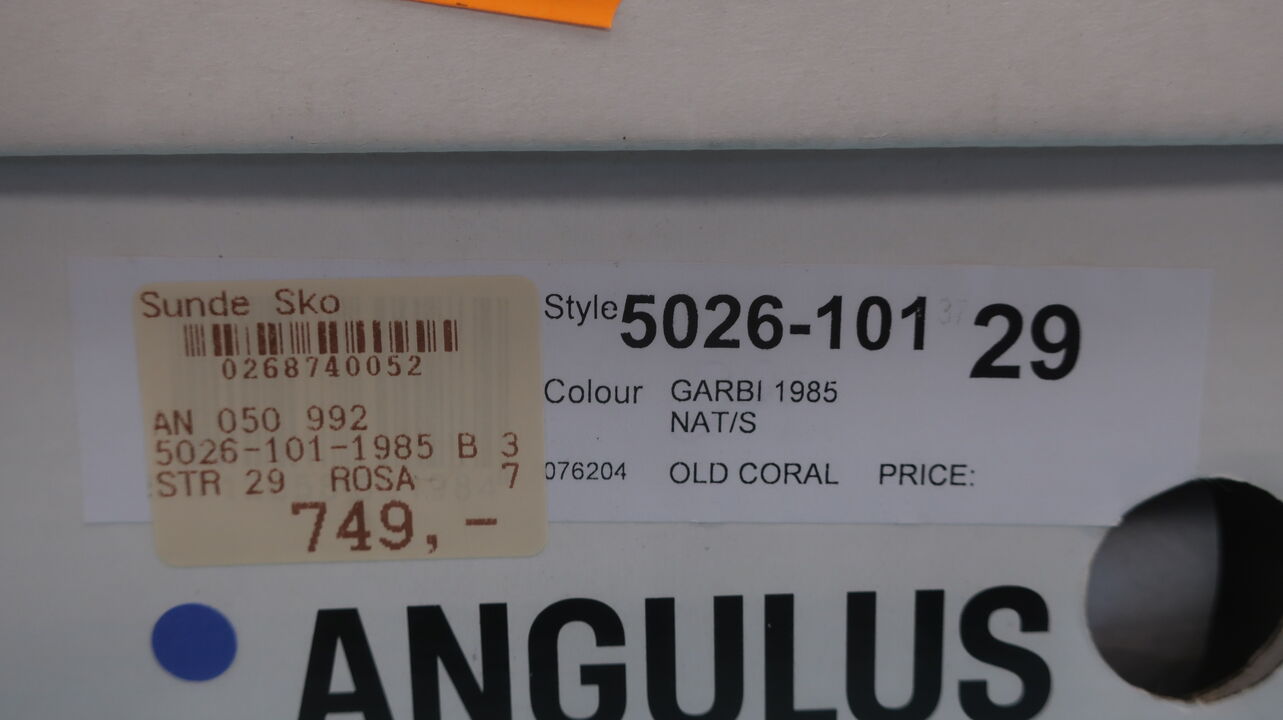 Sunde Sko
0268740052
AN 050 992
5026-101-1985 B 3
STR 29 ROSA 7
749,-
Style 5026-101 37 29
Colour GARBI 1985
NAT/S
076204 OLD CORAL PRICE:
ANGULUS